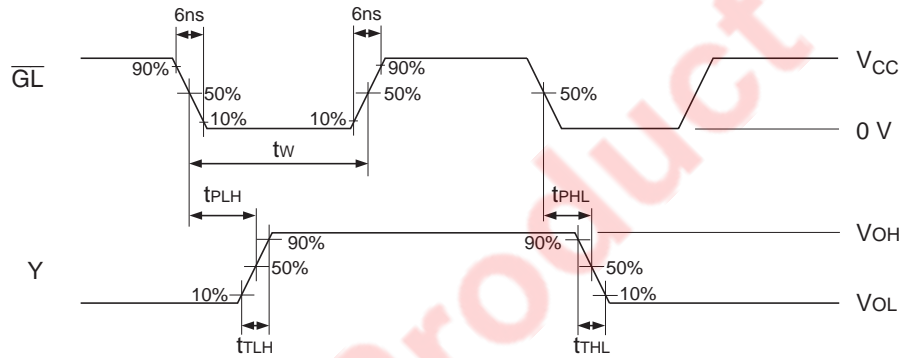 6ns 6ns
G̅L̅ 90% 90% VCC
50% 50% 50%
10% 10% 0 V
tW
tPLH tPHL
90% 90% VOH
Y 50% 50%
10% 10% VOL
tTLH tTHL
Product